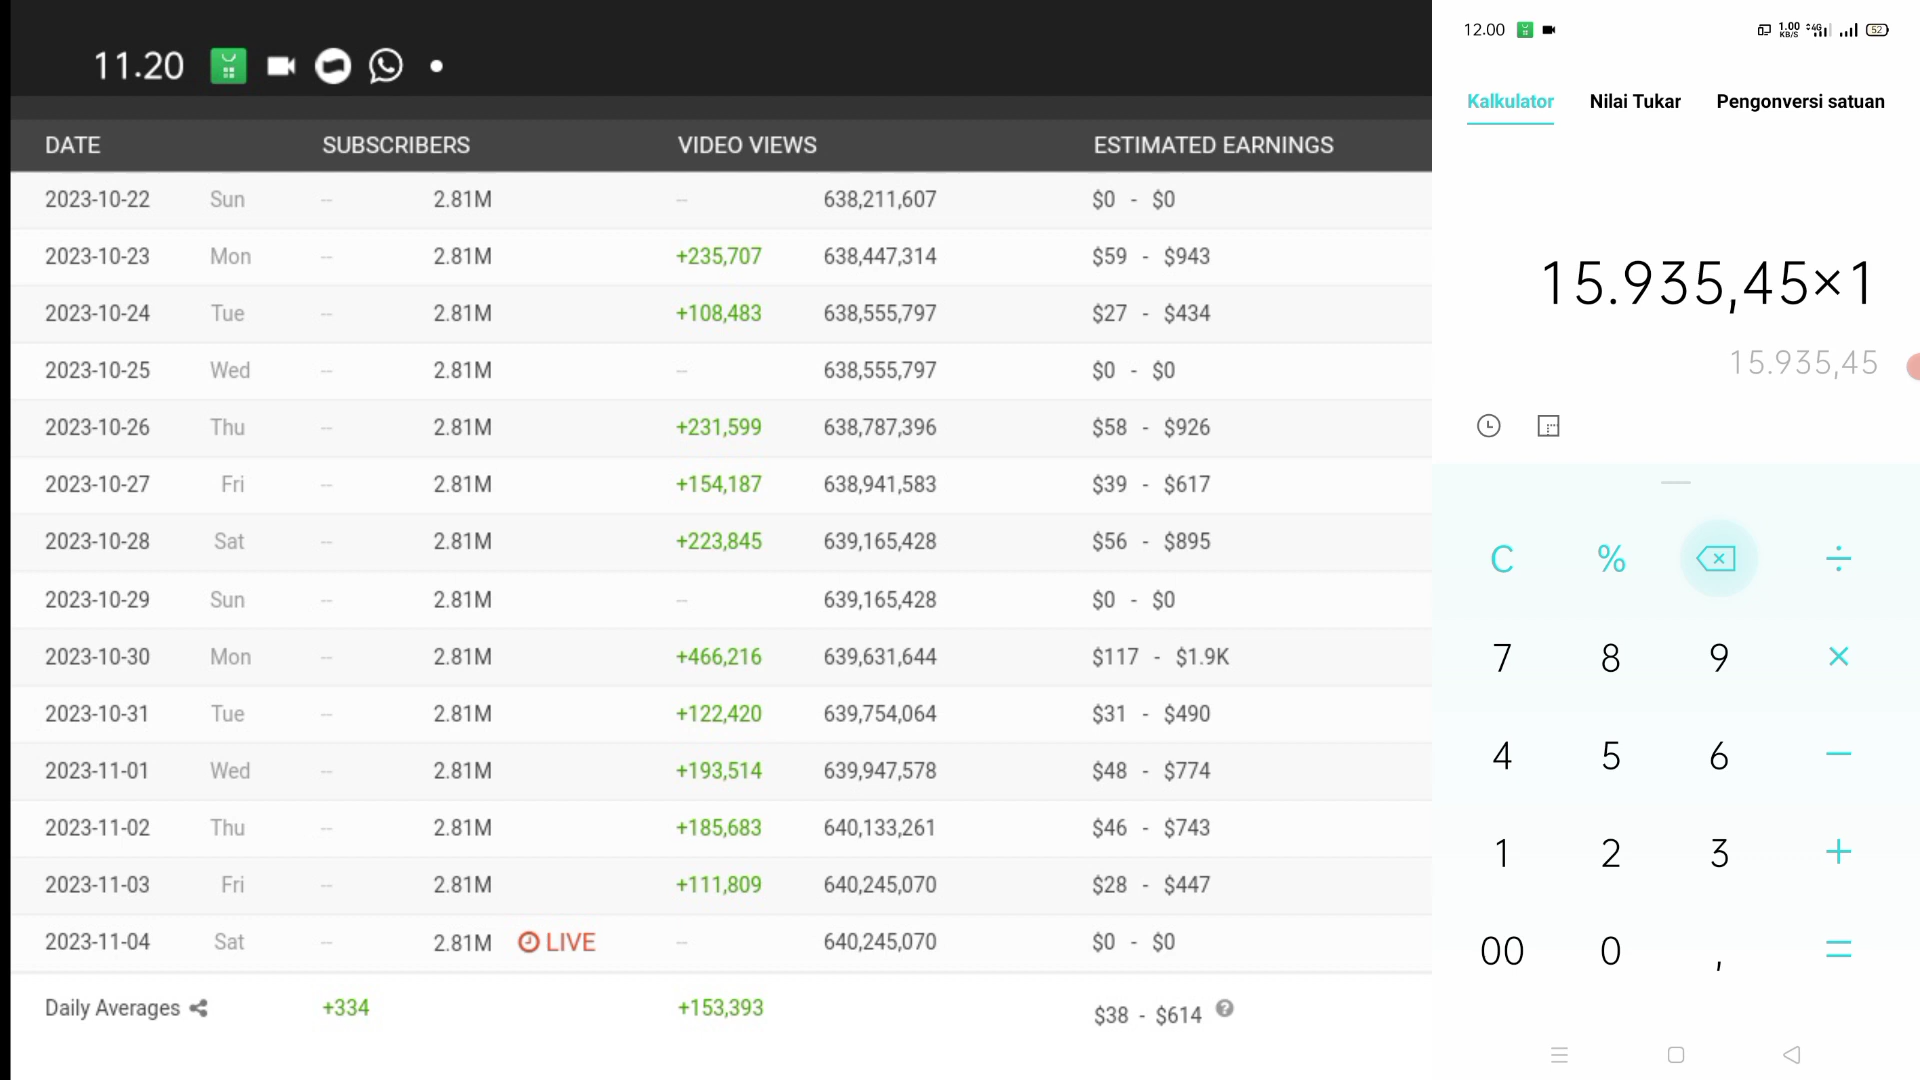 11.20
DATE SUBSCRIBERS VIDEO VIEWS ESTIMATED EARNINGS
2023-10-22 Sun -- 2.81M -- 638,211,607 $0 - $0
2023-10-23 Mon -- 2.81M +235,707 638,447,314 $59 - $943
2023-10-24 Tue -- 2.81M +108,483 638,555,797 $27 - $434
2023-10-25 Wed -- 2.81M -- 638,555,797 $0 - $0
2023-10-26 Thu -- 2.81M +231,599 638,787,396 $58 - $926
2023-10-27 Fri -- 2.81M +154,187 638,941,583 $39 - $617
2023-10-28 Sat -- 2.81M +223,845 639,165,428 $56 - $895
2023-10-29 Sun -- 2.81M -- 639,165,428 $0 - $0
2023-10-30 Mon -- 2.81M +466,216 639,631,644 $117 - $1.9K
2023-10-31 Tue -- 2.81M +122,420 639,754,064 $31 - $490
2023-11-01 Wed -- 2.81M +193,514 639,947,578 $48 - $774
2023-11-02 Thu -- 2.81M +185,683 640,133,261 $46 - $743
2023-11-03 Fri -- 2.81M +111,809 640,245,070 $28 - $447
2023-11-04 Sat -- 2.81M LIVE -- 640,245,070 $0 - $0
Daily Averages +334 +153,393 $38 - $614 ?
12.00 1.00 KB/S 4G 52
Kalkulator Nilai Tukar Pengonversi satuan
15.935,45×1
15.935,45
C % ÷
7 8 9 ×
4 5 6 −
1 2 3 +
00 0 , =